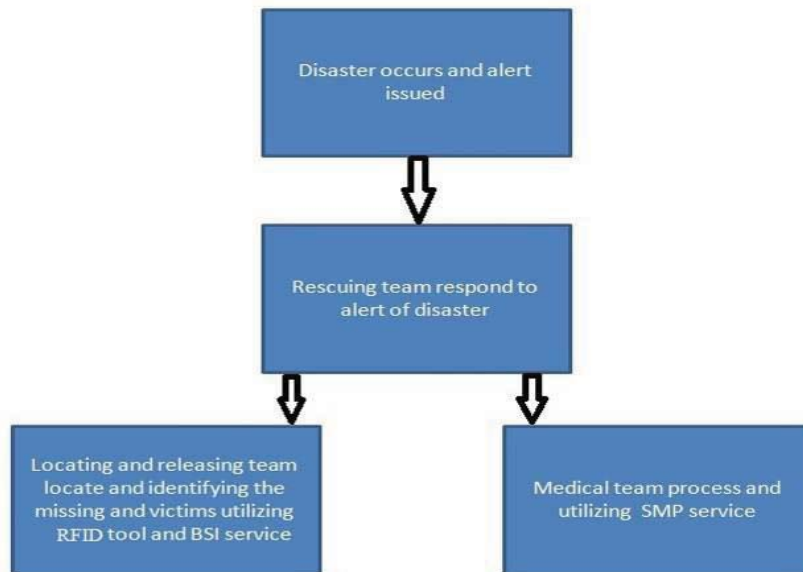 Disaster occurs and alert
issued
Rescuing team respond to
alert of disaster
Locating and releasing team
locate and identifying the
missing and victims utilizing
RFID tool and BSI service
Medical team process and
utilizing SMP service